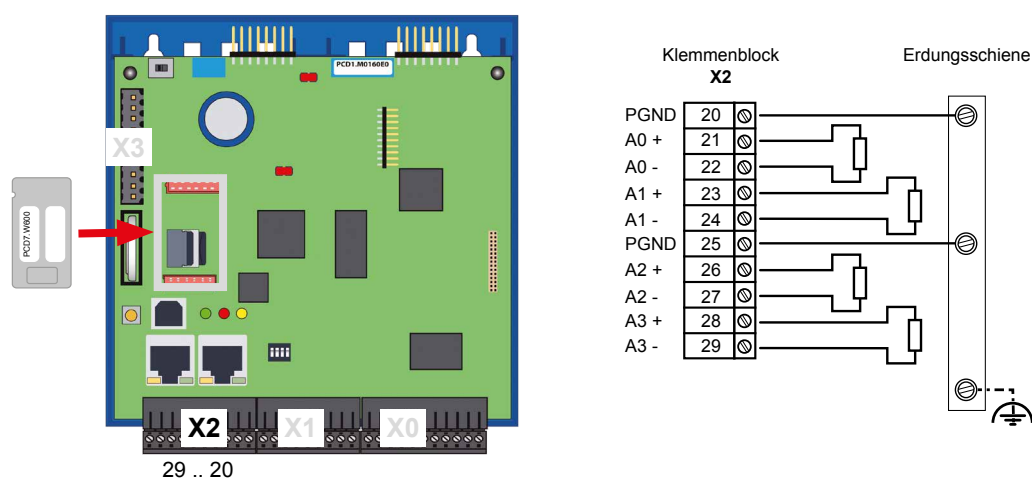 PCD1.M0160E0
X3
PCD7.W600
X2
X1
X0
29 .. 20
Klemmenblock
X2
Erdungsschiene
PGND 20
A0 + 21
A0 - 22
A1 + 23
A1 - 24
PGND 25
A2 + 26
A2 - 27
A3 + 28
A3 - 29